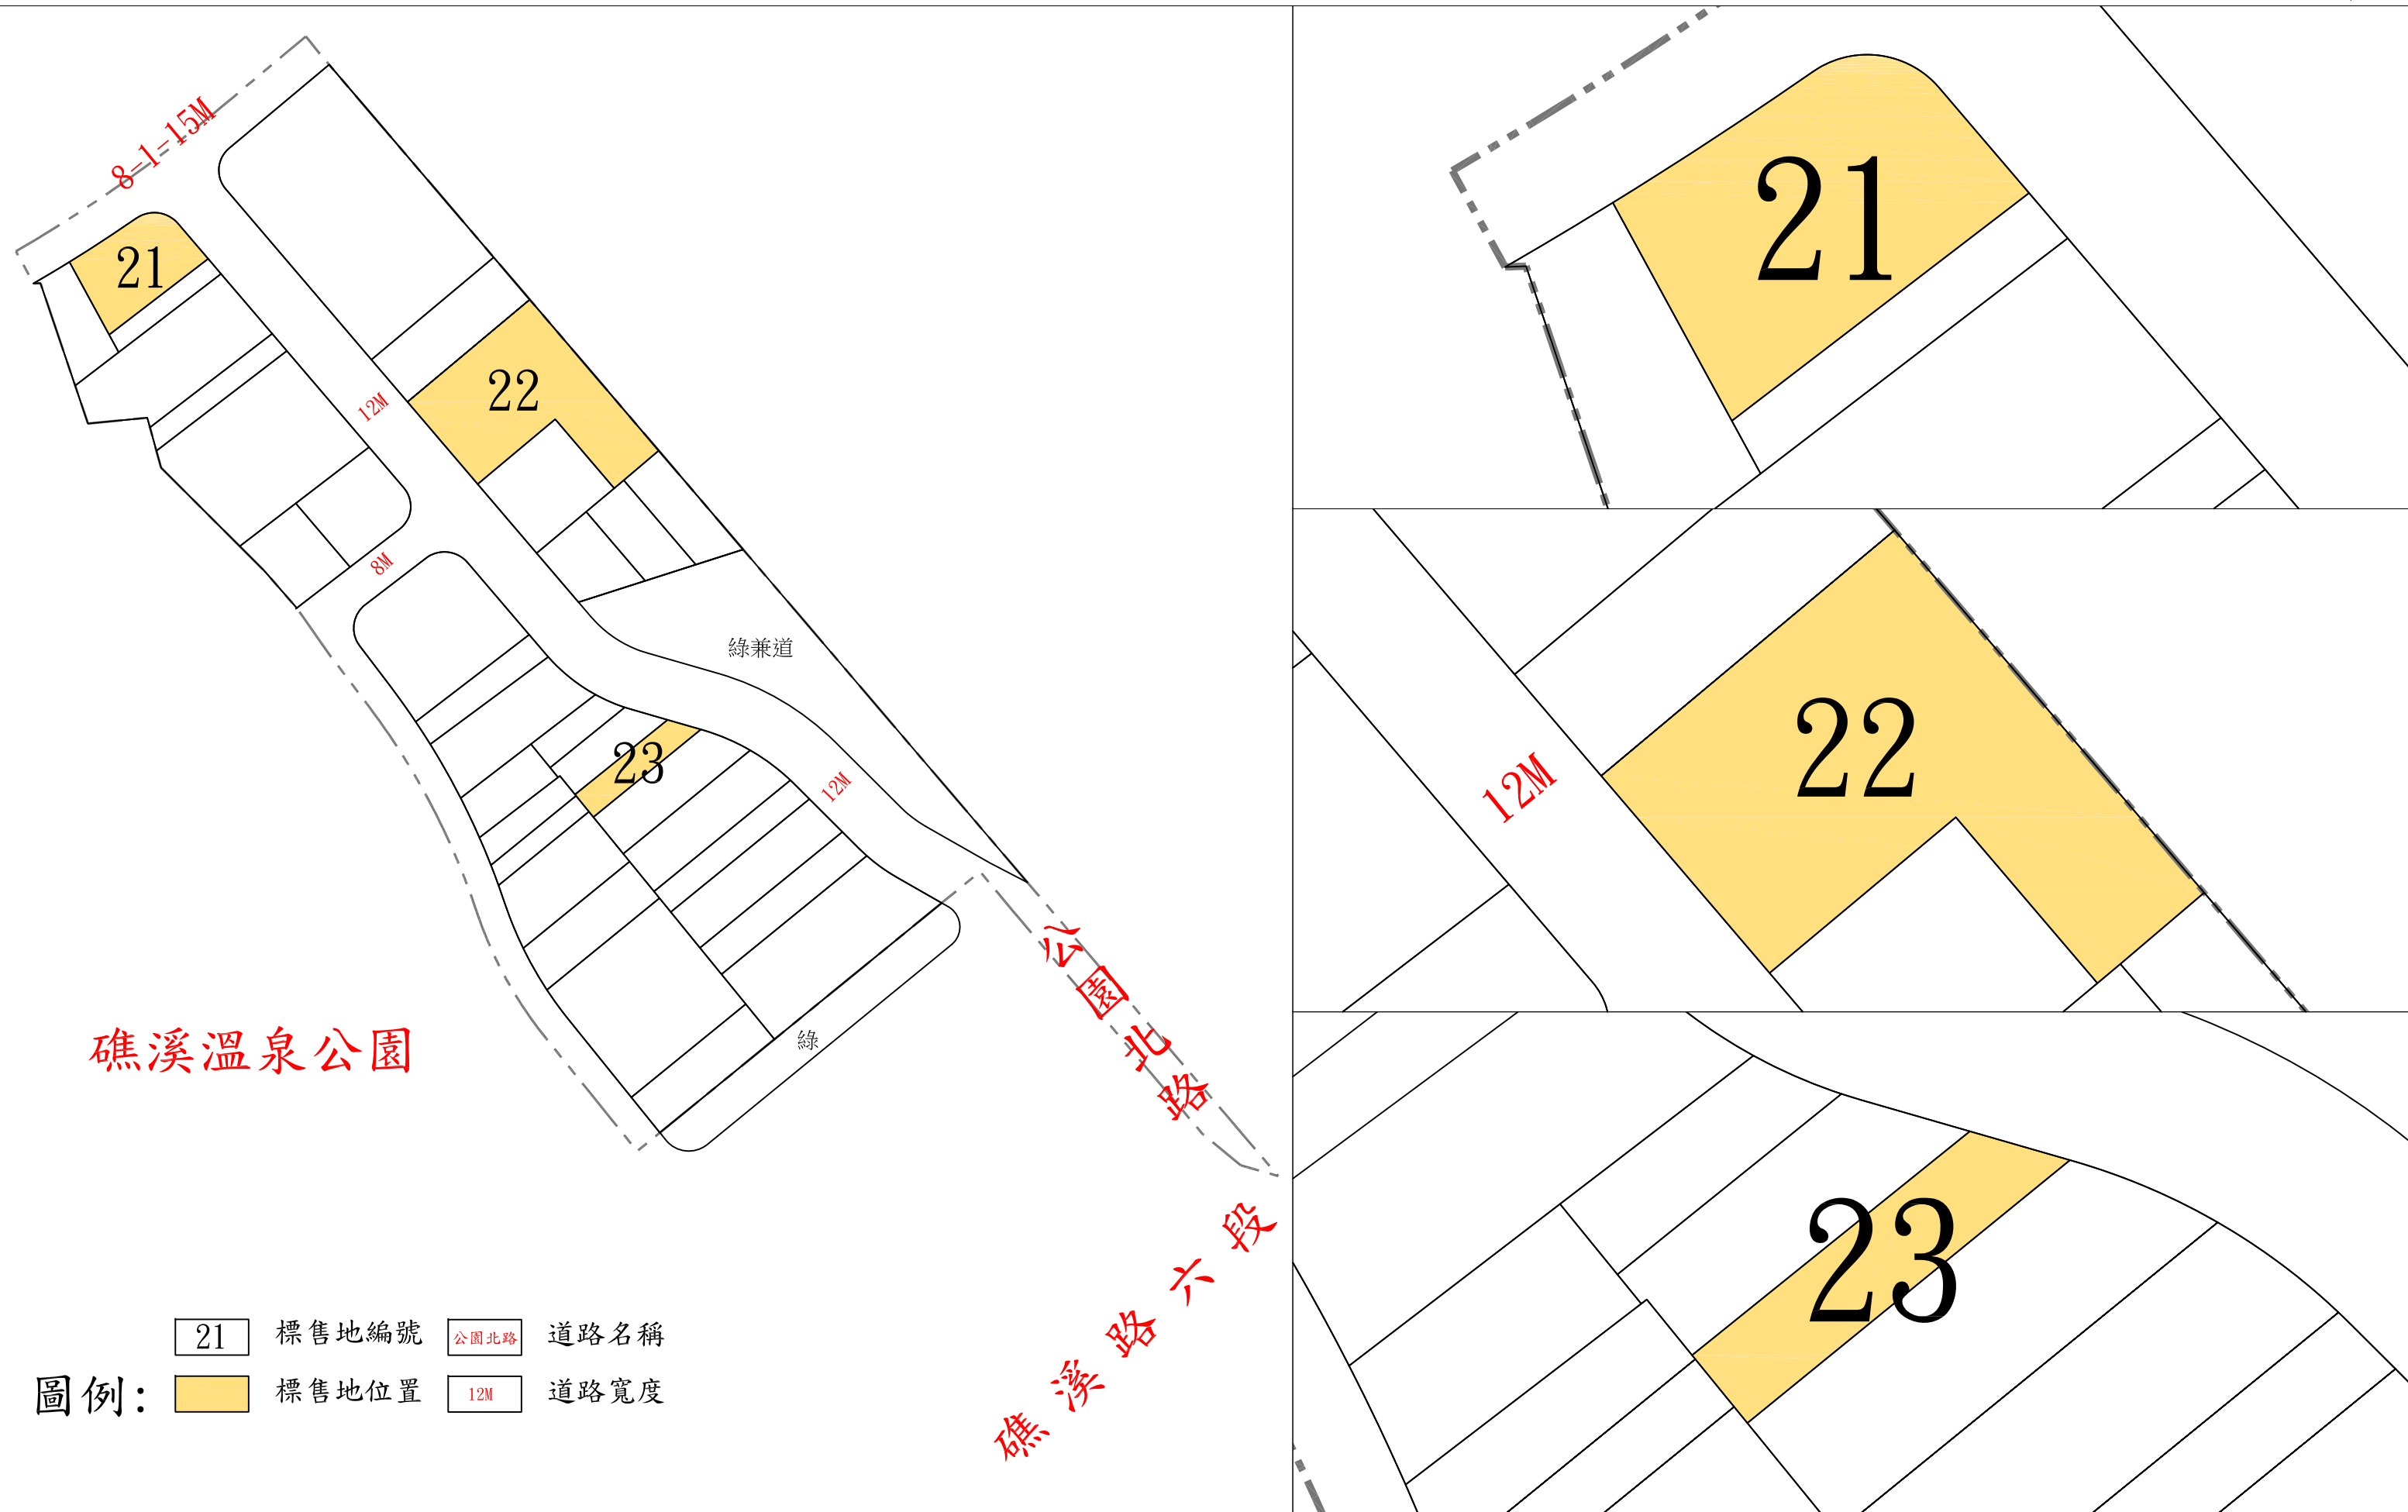 8-1-15M
21
22
12M
8M
綠兼道
23
12M
公園北路
礁溪溫泉公園
綠
礁溪路六段
圖例:
21 標售地編號
公園北路 道路名稱
標售地位置
12M 道路寬度
21
22
12M
23